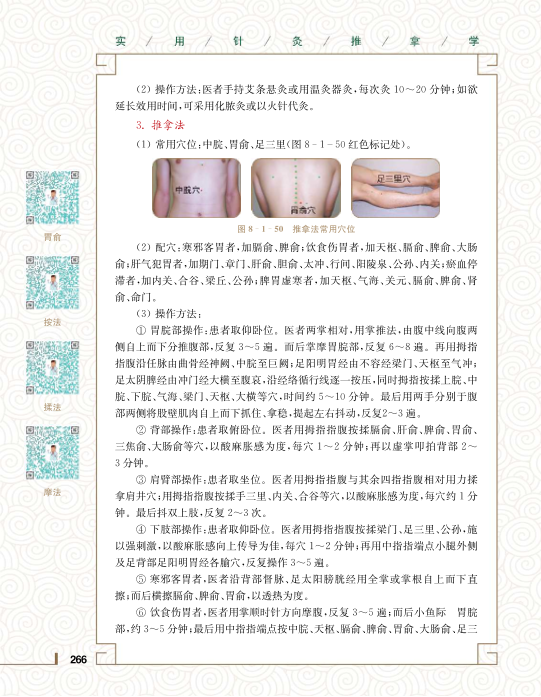 实 / 用 / 针 / 灸 / 推 / 拿 / 学
(2) 操作方法:医者手持艾条悬灸或用温灸器灸,每次灸 10～20 分钟;如欲
延长效用时间,可采用化脓灸或以火针代灸。
3. 推拿法
(1) 常用穴位:中脘、胃俞、足三里(图 8-1-50 红色标记处)。
中脘穴
胃俞穴
足三里穴
图 8-1-50 推拿法常用穴位
(2) 配穴:寒邪客胃者,加膈俞、脾俞;饮食伤胃者,加天枢、膈俞、脾俞、大肠
俞;肝气犯胃者,加期门、章门、肝俞、胆俞、太冲、行间、阳陵泉、公孙、内关;瘀血停
滞者,加内关、合谷、梁丘、公孙;脾胃虚寒者,加天枢、气海、关元、膈俞、脾俞、肾
俞、命门。
(3) 操作方法:
① 胃脘部操作:患者取仰卧位。医者两掌相对,用掌推法,由腹中线向腹两
侧自上而下分推腹部,反复 3～5 遍。而后掌摩胃脘部,反复 6～8 遍。再用拇指
指腹沿任脉由曲骨经神阙、中脘至巨阙;足阳明胃经由不容经梁门、天枢至气冲;
足太阴脾经由冲门经大横至腹哀,沿经络循行线逐一按压,同时拇指按揉上脘、中
脘、下脘、气海、梁门、天枢、大横等穴,时间约 5～10 分钟。最后用两手分别于腹
部两侧将股壁肌肉自上而下抓住、拿稳,提起左右抖动,反复2～3 遍。
② 背部操作:患者取俯卧位。医者用拇指指腹按揉膈俞、肝俞、脾俞、胃俞、
三焦俞、大肠俞等穴,以酸麻胀感为度,每穴 1～2 分钟;再以虚掌叩拍背部 2～
3 分钟。
③ 肩臂部操作:患者取坐位。医者用拇指指腹与其余四指指腹相对用力揉
拿肩井穴;用拇指指腹按揉手三里、内关、合谷等穴,以酸麻胀感为度,每穴约 1 分
钟。最后抖双上肢,反复 2～3次。
④ 下肢部操作:患者取仰卧位。医者用拇指指腹按揉梁门、足三里、公孙,施
以强刺激,以酸麻胀感向上传导为佳,每穴 1～2 分钟;再用中指指端点小腿外侧
及足背部足阳明胃经各腧穴,反复操作 3～5 遍。
⑤ 寒邪客胃者,医者沿背部督脉、足太阳膀胱经用全掌或掌根自上而下直
擦;而后横擦膈俞、脾俞、胃俞,以透热为度。
⑥ 饮食伤胃者,医者用掌顺时针方向摩腹,反复 3～5 遍;而后小鱼际 胃脘
部,约 3～5 分钟;最后用中指指端点按中脘、天枢、膈俞、脾俞、胃俞、大肠俞、足三
胃俞
按法
揉法
摩法
266